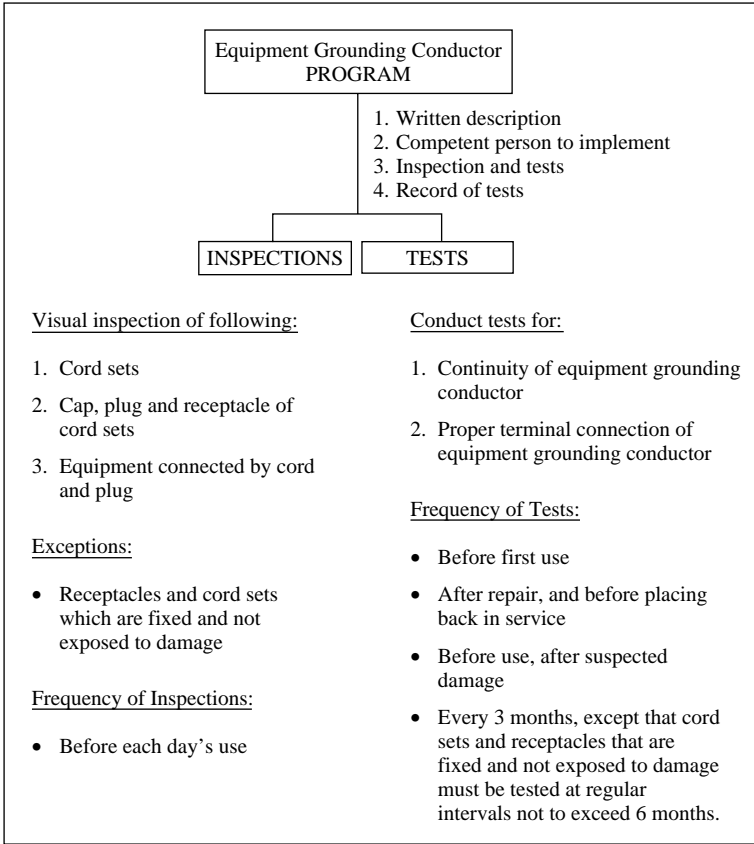 Equipment Grounding Conductor
PROGRAM
1. Written description
2. Competent person to implement
3. Inspection and tests
4. Record of tests
INSPECTIONS
TESTS
Visual inspection of following:
1. Cord sets
2. Cap, plug and receptacle of
cord sets
3. Equipment connected by cord
and plug
Exceptions:
• Receptacles and cord sets
which are fixed and not
exposed to damage
Frequency of Inspections:
• Before each day’s use
Conduct tests for:
1. Continuity of equipment grounding
conductor
2. Proper terminal connection of
equipment grounding conductor
Frequency of Tests:
• Before first use
• After repair, and before placing
back in service
• Before use, after suspected
damage
• Every 3 months, except that cord
sets and receptacles that are
fixed and not exposed to damage
must be tested at regular
intervals not to exceed 6 months.